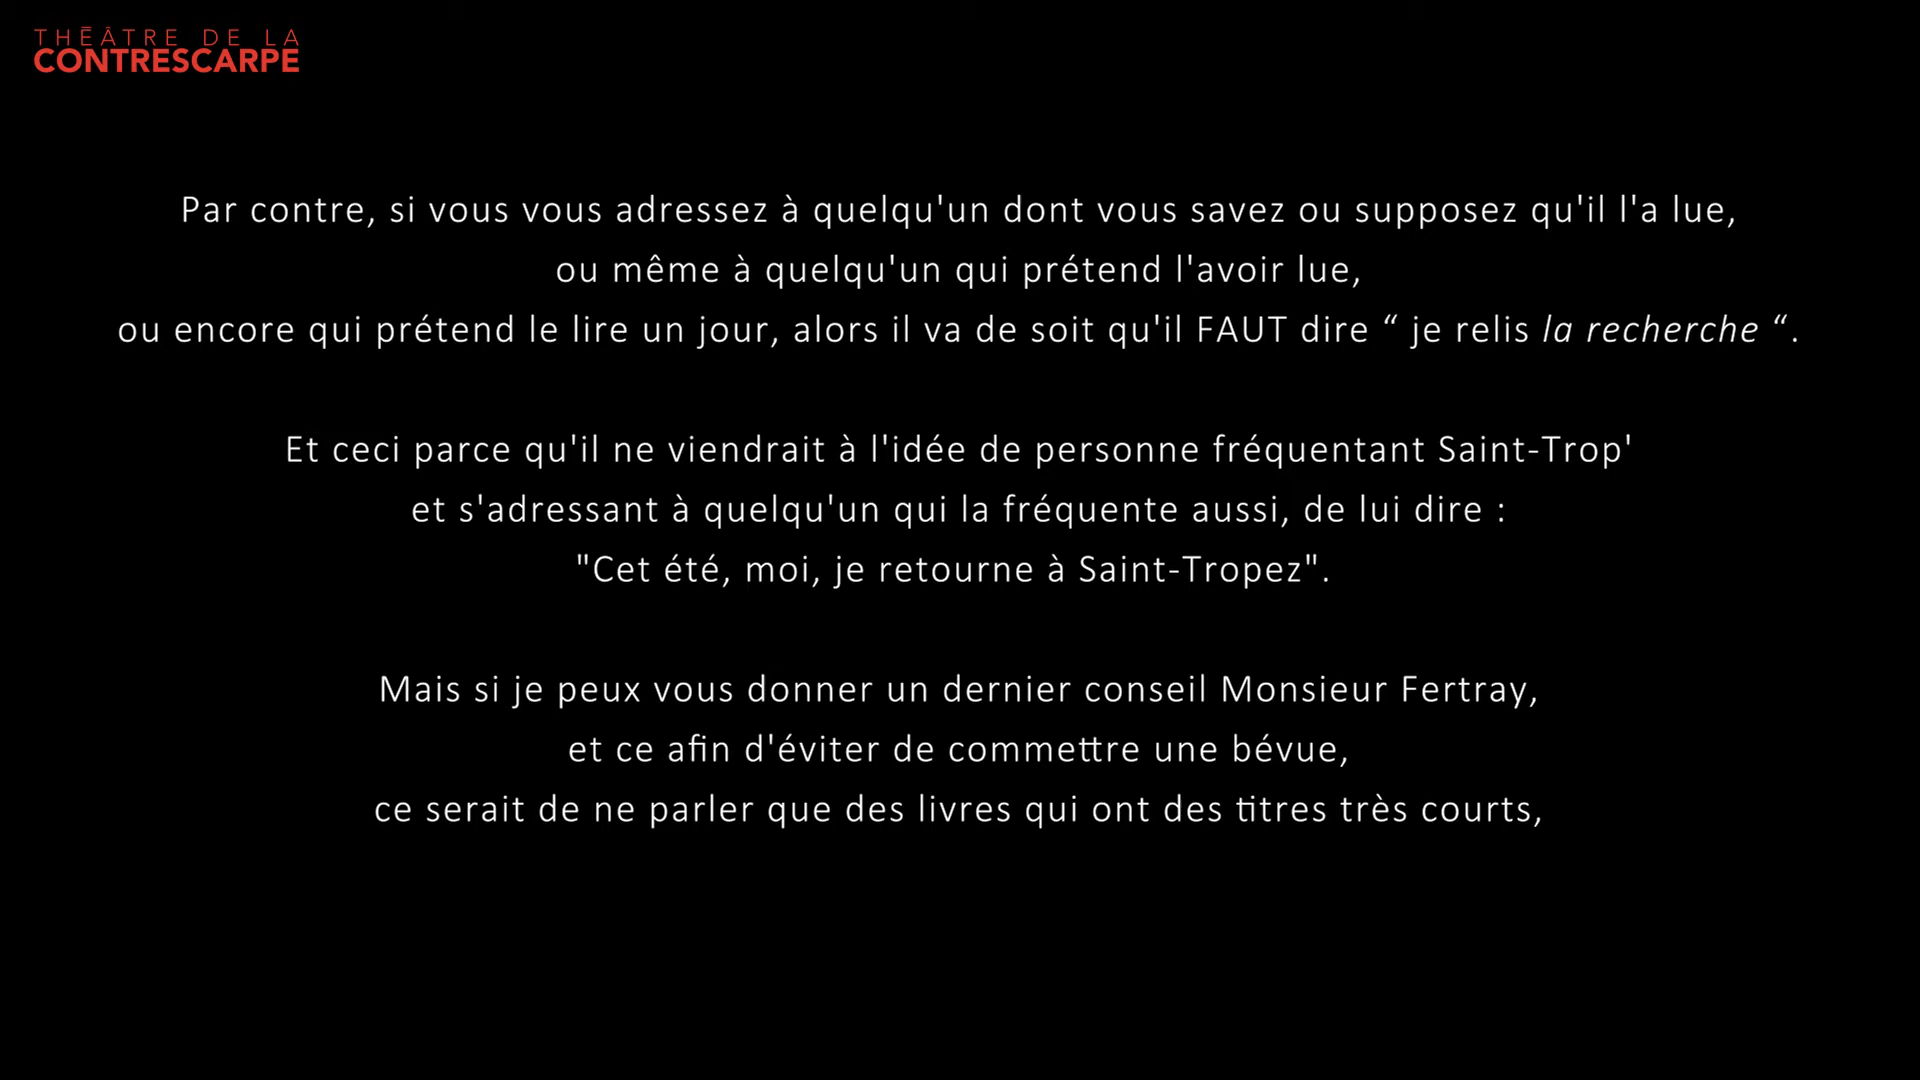 THÉÂTRE DE LA
CONTRESCARPE
Par contre, si vous vous adressez à quelqu'un dont vous savez ou supposez qu'il l'a lue,
ou même à quelqu'un qui prétend l'avoir lue,
ou encore qui prétend le lire un jour, alors il va de soit qu'il FAUT dire “ je relis la recherche “.
Et ceci parce qu'il ne viendrait à l'idée de personne fréquentant Saint-Trop'
et s'adressant à quelqu'un qui la fréquente aussi, de lui dire :
"Cet été, moi, je retourne à Saint-Tropez".
Mais si je peux vous donner un dernier conseil Monsieur Fertray,
et ce afin d'éviter de commettre une bévue,
ce serait de ne parler que des livres qui ont des titres très courts,